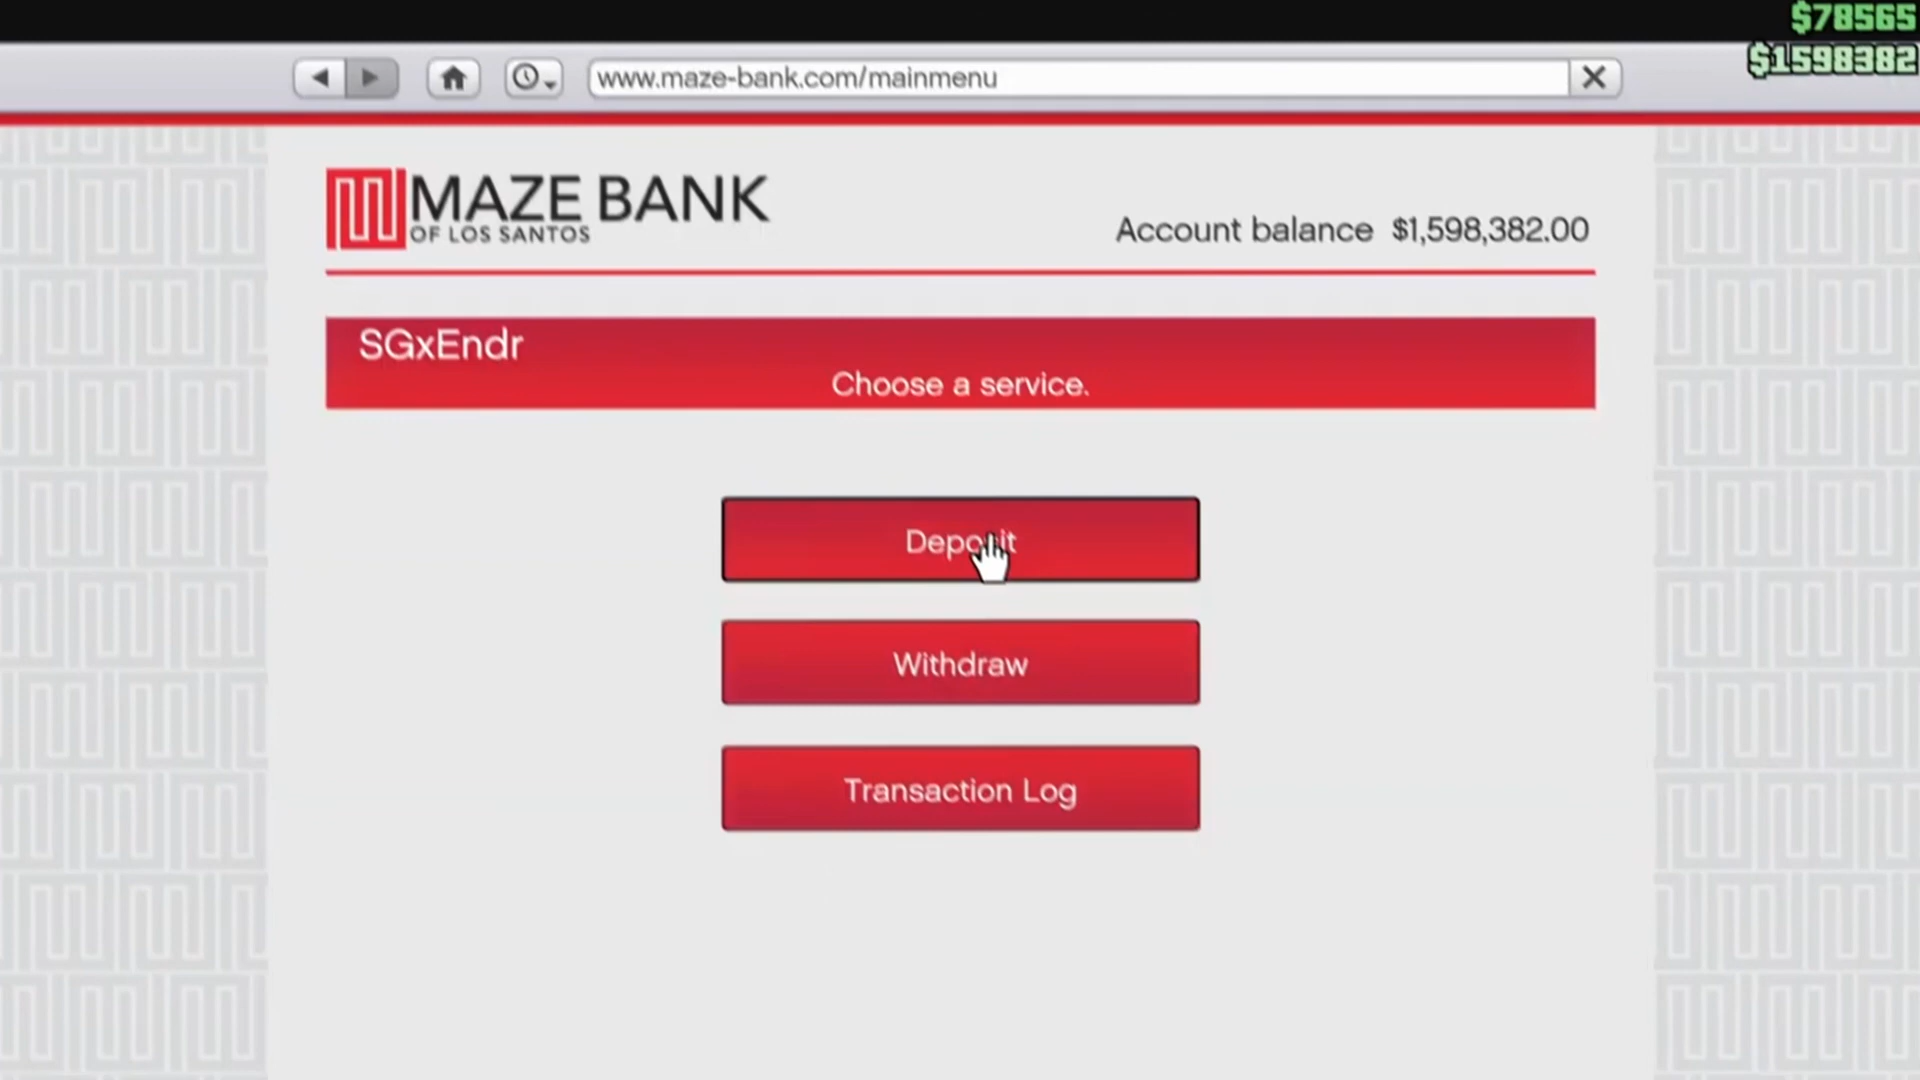 $78565
$1598382
www.maze-bank.com/mainmenu
MAZE BANK
OF LOS SANTOS
Account balance $1,598,382.00
SGxEndr
Choose a service.
Deposit
Withdraw
Transaction Log